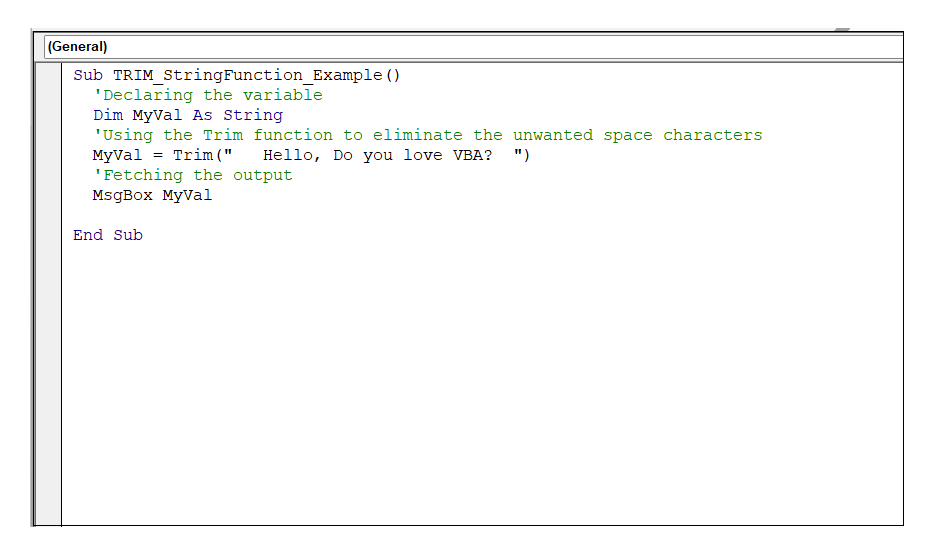 (General)
Sub TRIM_StringFunction_Example()
'Declaring the variable
Dim MyVal As String
'Using the Trim function to eliminate the unwanted space characters
MyVal = Trim("   Hello, Do you love VBA?  ")
'Fetching the output
MsgBox MyVal
End Sub